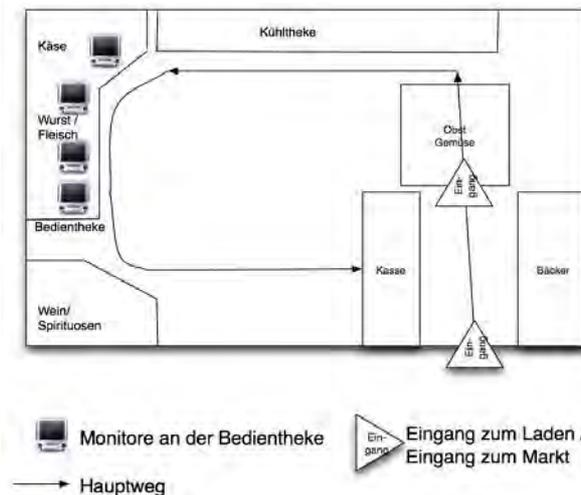 Kühltheke
Käse
Wurst /
Fleisch
Obst
Gemüse
Ein-
gang
Bedientheke
Kasse
Bäcker
Wein/
Spirituosen
Ein-
gang
Monitore an der Bedientheke
Ein-
gang
Eingang zum Laden /
Eingang zum Markt
Hauptweg